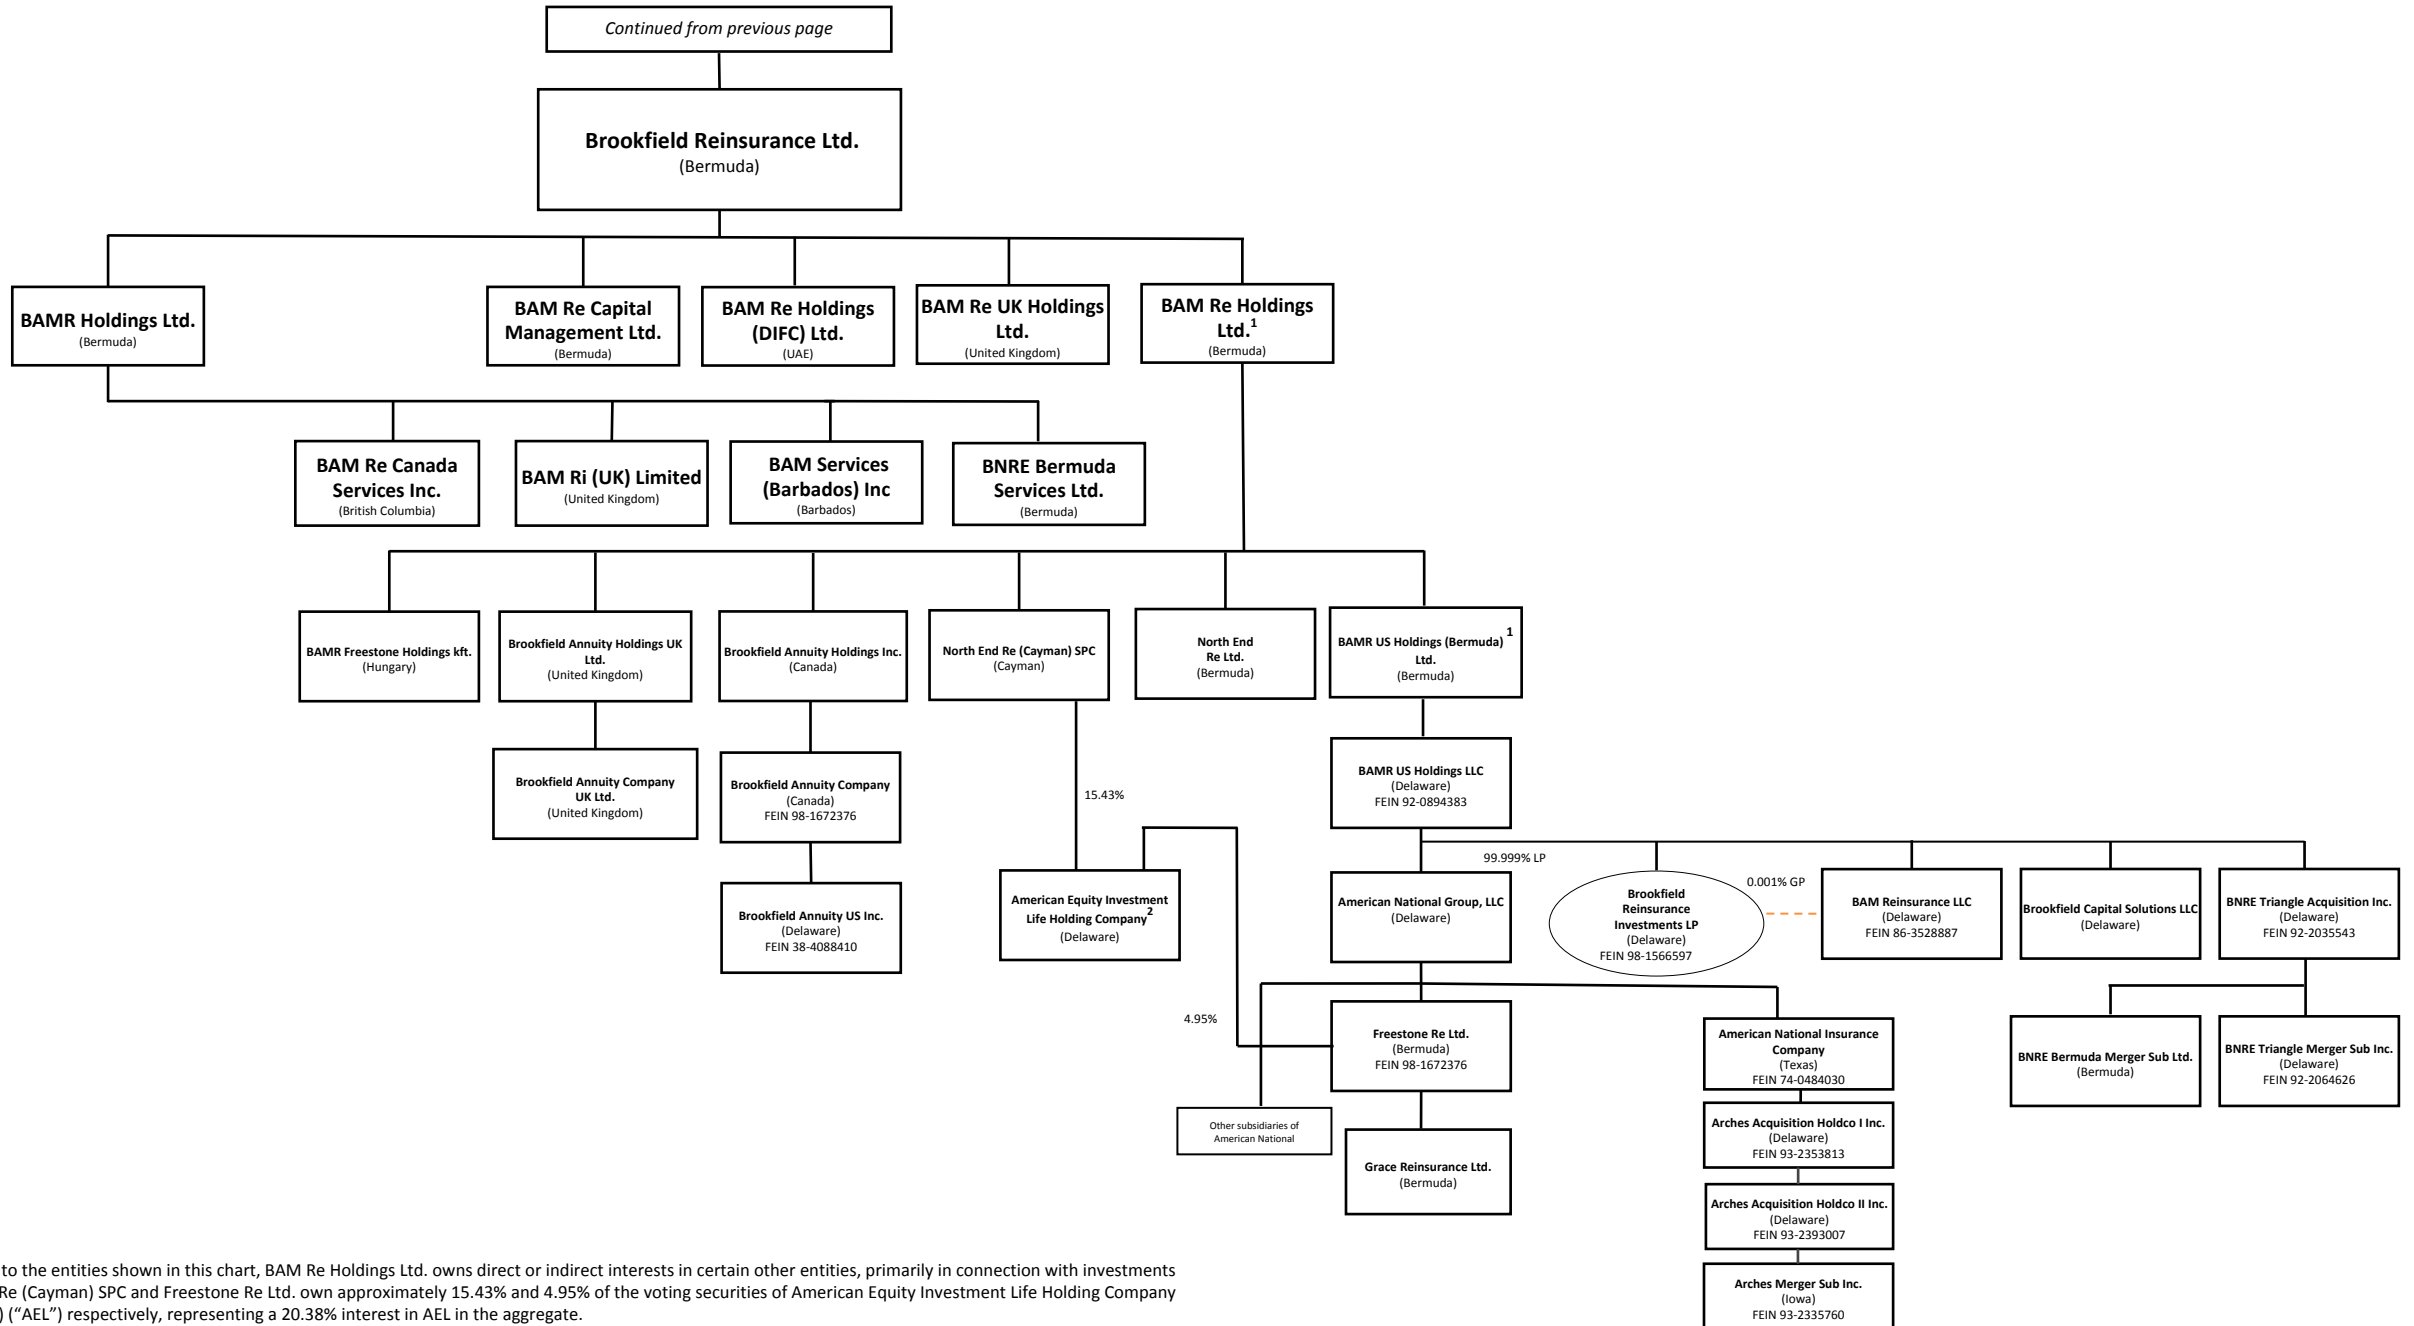 Continued from previous page
Brookfield Reinsurance Ltd.
(Bermuda)
BAMR Holdings Ltd.
(Bermuda)
BAM Re Capital
Management Ltd.
(Bermuda)
BAM Re Holdings
(DIFC) Ltd.
(UAE)
BAM Re UK Holdings
Ltd.
(United Kingdom)
BAM Re Holdings
Ltd.1
(Bermuda)
BAM Re Canada
Services Inc.
(British Columbia)
BAM Ri (UK) Limited
(United Kingdom)
BAM Services
(Barbados) Inc
(Barbados)
BNRE Bermuda
Services Ltd.
(Bermuda)
BAMR Freestone Holdings kft.
(Hungary)
Brookfield Annuity Holdings UK
Ltd.
(United Kingdom)
Brookfield Annuity Holdings Inc.
(Canada)
North End Re (Cayman) SPC
(Cayman)
North End
Re Ltd.
(Bermuda)
BAMR US Holdings (Bermuda) 1
Ltd.
(Bermuda)
Brookfield Annuity Company
UK Ltd.
(United Kingdom)
Brookfield Annuity Company
(Canada)
FEIN 98-1672376
15.43%
BAMR US Holdings LLC
(Delaware)
FEIN 92-0894383
Brookfield Annuity US Inc.
(Delaware)
FEIN 38-4088410
American Equity Investment
Life Holding Company2
(Delaware)
American National Group, LLC
(Delaware)
99.999% LP
Brookfield
Reinsurance
Investments LP
(Delaware)
FEIN 98-1566597
0.001% GP
BAM Reinsurance LLC
(Delaware)
FEIN 86-3528887
Brookfield Capital Solutions LLC
(Delaware)
BNRE Triangle Acquisition Inc.
(Delaware)
FEIN 92-2035543
4.95%
Freestone Re Ltd.
(Bermuda)
FEIN 98-1672376
American National Insurance
Company
(Texas)
FEIN 74-0484030
BNRE Bermuda Merger Sub Ltd.
(Bermuda)
BNRE Triangle Merger Sub Inc.
(Delaware)
FEIN 92-2064626
Other subsidiaries of
American National
Grace Reinsurance Ltd.
(Bermuda)
Arches Acquisition Holdco I Inc.
(Delaware)
FEIN 93-2353813
Arches Acquisition Holdco II Inc.
(Delaware)
FEIN 93-2393007
Arches Merger Sub Inc.
(Iowa)
FEIN 93-2335760
to the entities shown in this chart, BAM Re Holdings Ltd. owns direct or indirect interests in certain other entities, primarily in connection with investments
Re (Cayman) SPC and Freestone Re Ltd. own approximately 15.43% and 4.95% of the voting securities of American Equity Investment Life Holding Company
) (“AEL”) respectively, representing a 20.38% interest in AEL in the aggregate.